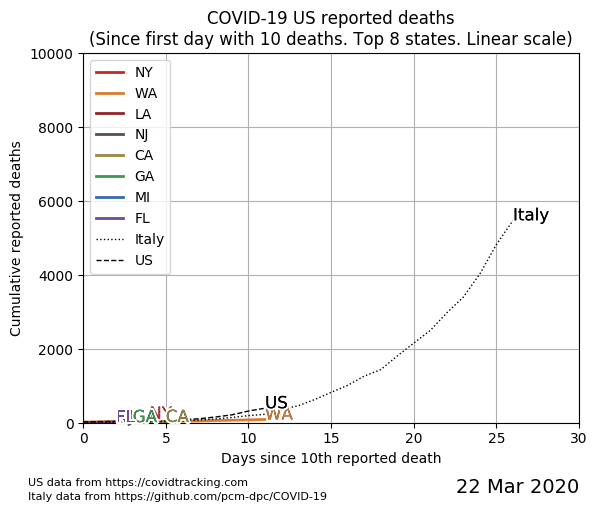 COVID-19 US reported deaths
(Since first day with 10 deaths. Top 8 states. Linear scale)
10000
8000
6000
4000
2000
0
Cumulative reported deaths
NY
WA
LA
NJ
CA
GA
MI
FL
Italy
US
Italy
US
WA
NY
CA
GA
FL
0 5 10 15 20 25 30
Days since 10th reported death
US data from https://covidtracking.com
Italy data from https://github.com/pcm-dpc/COVID-19
22 Mar 2020